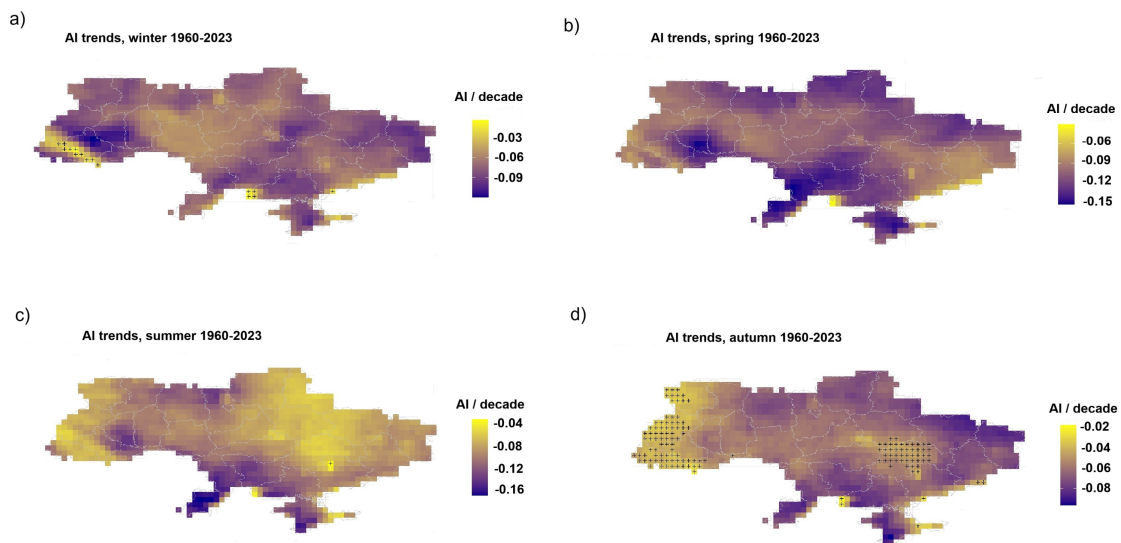 a)
AI trends, winter 1960-2023
AI / decade
-0.03
-0.06
-0.09
b)
AI trends, spring 1960-2023
AI / decade
-0.06
-0.09
-0.12
-0.15
c)
AI trends, summer 1960-2023
AI / decade
-0.04
-0.08
-0.12
-0.16
d)
AI trends, autumn 1960-2023
AI / decade
-0.02
-0.04
-0.06
-0.08